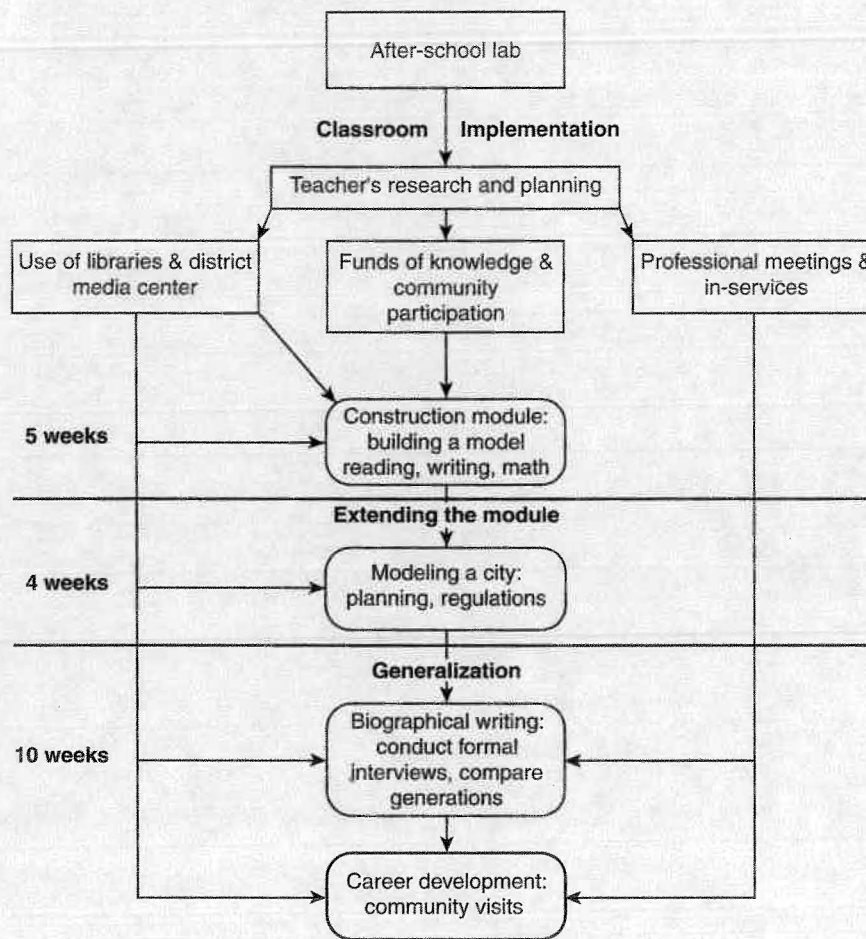 After-school lab
Classroom Implementation
Teacher's research and planning
Use of libraries & district
media center
Funds of knowledge &
community
participation
Professional meetings &
in-services
5 weeks
Construction module:
building a model
reading, writing, math
Extending the module
4 weeks
Modeling a city:
planning, regulations
Generalization
10 weeks
Biographical writing:
conduct formal
interviews, compare
generations
Career development:
community visits